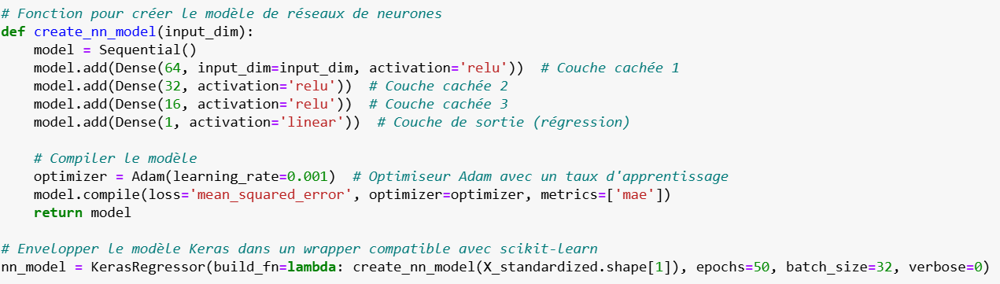 # Fonction pour créer le modèle de réseaux de neurones
def create_nn_model(input_dim):
    model = Sequential()
    model.add(Dense(64, input_dim=input_dim, activation='relu'))  # Couche cachée 1
    model.add(Dense(32, activation='relu'))  # Couche cachée 2
    model.add(Dense(16, activation='relu'))  # Couche cachée 3
    model.add(Dense(1, activation='linear'))  # Couche de sortie (régression)

    # Compiler le modèle
    optimizer = Adam(learning_rate=0.001)  # Optimiseur Adam avec un taux d'apprentissage
    model.compile(loss='mean_squared_error', optimizer=optimizer, metrics=['mae'])
    return model

# Envelopper le modèle Keras dans un wrapper compatible avec scikit-learn
nn_model = KerasRegressor(build_fn=lambda: create_nn_model(X_standardized.shape[1]), epochs=50, batch_size=32, verbose=0)